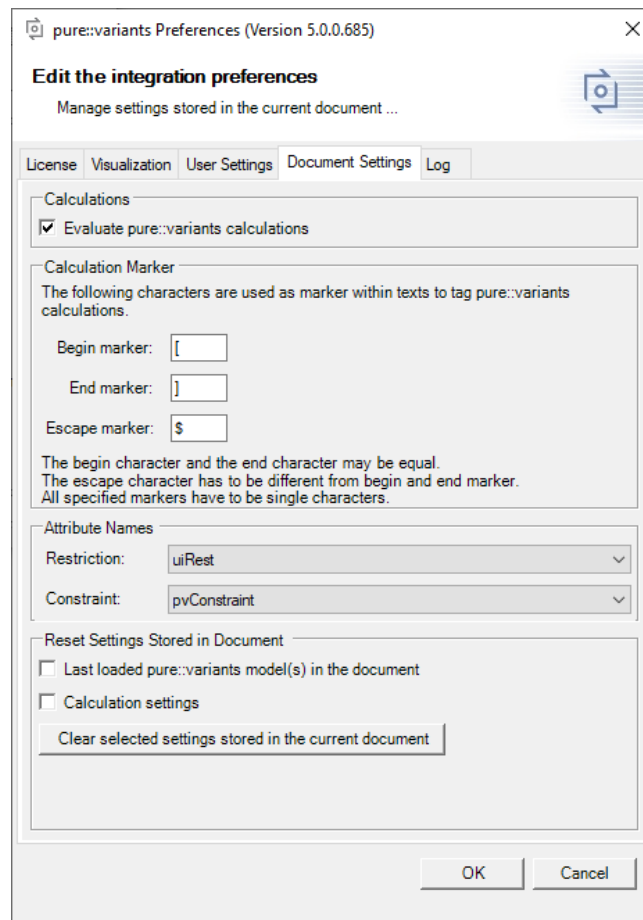 pure::variants Preferences (Version 5.0.0.685)
Edit the integration preferences
Manage settings stored in the current document ...
License Visualization User Settings Document Settings Log
Calculations
Evaluate pure::variants calculations
Calculation Marker
The following characters are used as marker within texts to tag pure::variants
calculations.
Begin marker: [
End marker: ]
Escape marker: $
The begin character and the end character may be equal.
The escape character has to be different from begin and end marker.
All specified markers have to be single characters.
Attribute Names
Restriction: uiRest
Constraint: pvConstraint
Reset Settings Stored in Document
Last loaded pure::variants model(s) in the document
Calculation settings
Clear selected settings stored in the current document
OK Cancel